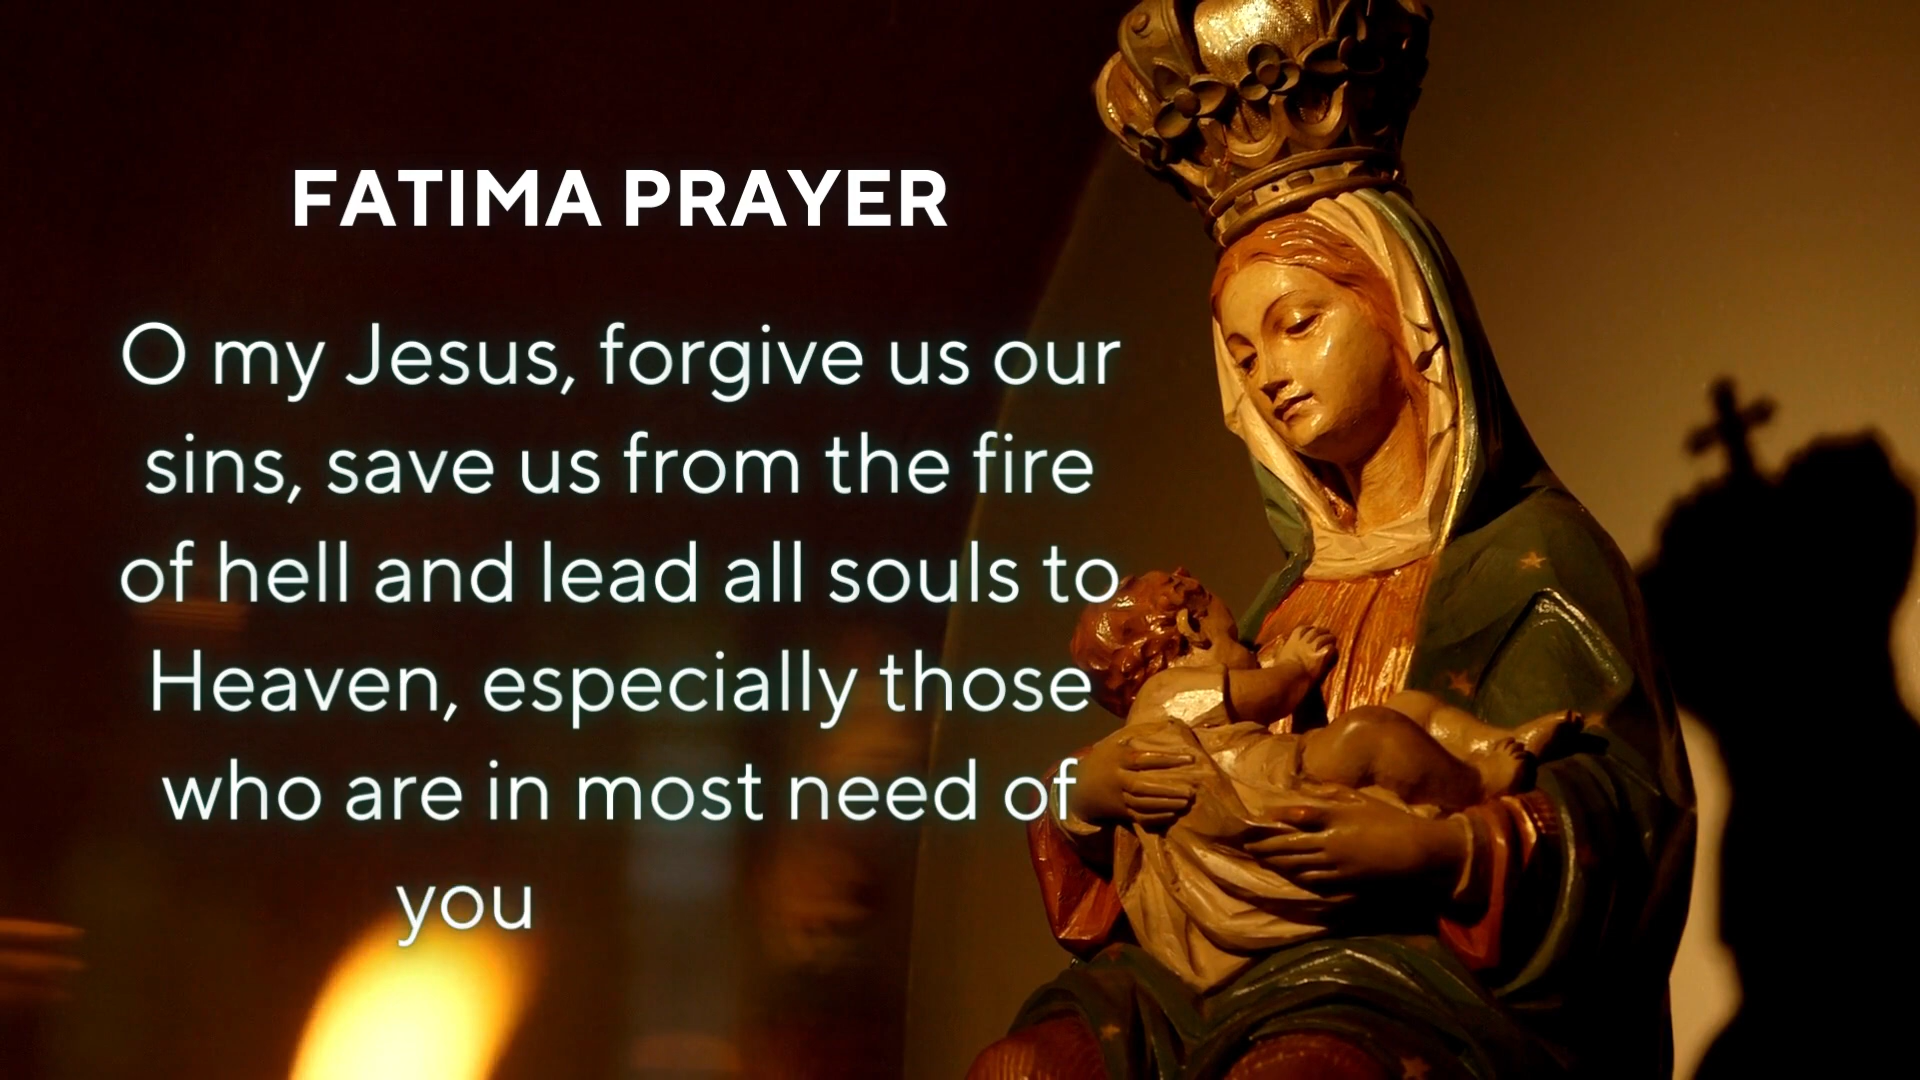 FATIMA PRAYER
O my Jesus, forgive us our
sins, save us from the fire
of hell and lead all souls to
Heaven, especially those
who are in most need of
you